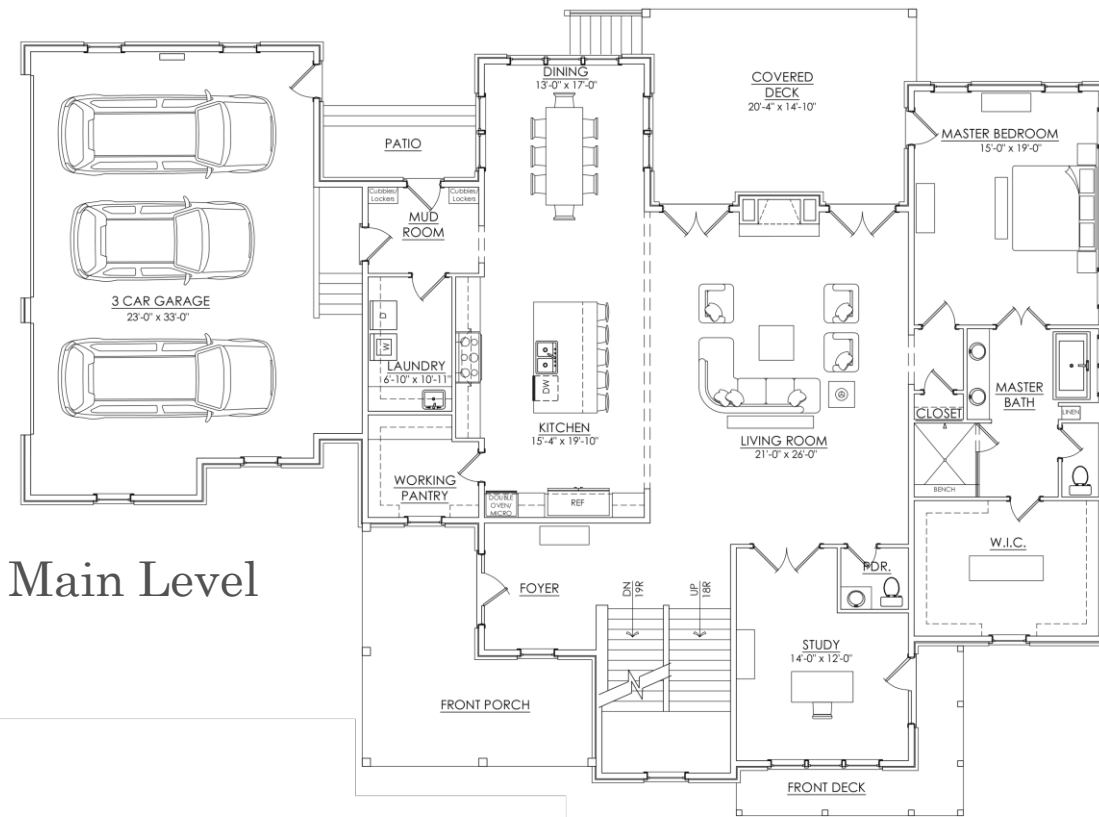 DINING
13'-0" x 17'-0"
COVERED
DECK
20'-4" x 14'-10"
PATIO
MASTER BEDROOM
15'-0" x 19'-0"
Cubbies/
Lockers
Cubbies/
Lockers
MUD
ROOM
3 CAR GARAGE
23'-0" x 33'-0"
D
W
LAUNDRY
6'-10" x 10'-11"
DW
KITCHEN
15'-4" x 19'-10"
LIVING ROOM
21'-0" x 26'-0"
MASTER
BATH
CLOSET
LINEN
BENCH
WORKING
PANTRY
DOUBLE
OVEN/
MICRO
REF
W.I.C.
Main Level
FOYER
DN
19R
UP
18R
PDR.
STUDY
14'-0" x 12'-0"
FRONT PORCH
FRONT DECK